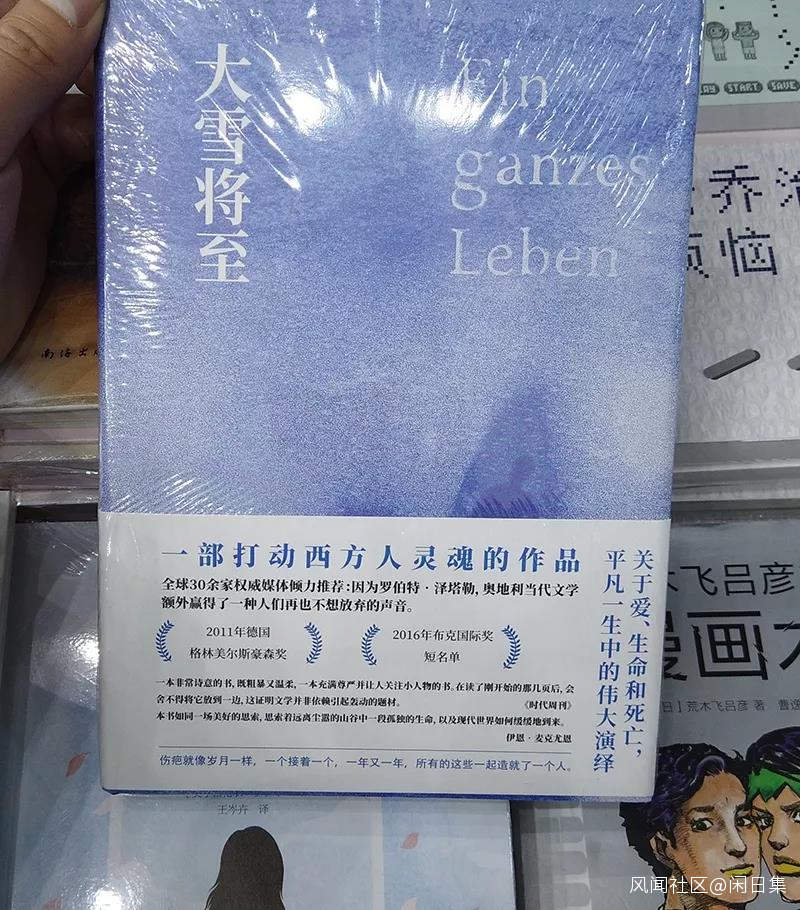 大雪将至
Ein
ganzes
Leben
一部打动西方人灵魂的作品
全球30余家权威媒体倾力推荐:因为罗伯特·泽塔勒,奥地利当代文学
额外赢得了一种人们再也不想放弃的声音。
2011年德国
格林美尔斯豪森奖
2016年布克国际奖
短名单
一本非常诗意的书,既粗暴又温柔,一本充满尊严并让人关注小人物的书。在读了刚开始的那几页后,会
舍不得将它放到一边,这证明文学并非依赖引起轰动的题材。
《时代周刊》
本书如同一场美好的思索,思索着远离尘嚣的山谷中一段孤独的生命,以及现代世界如何缓缓地到来。
伊恩·麦克尤恩
伤疤就像岁月一样,一个接着一个,一年又一年,所有的这些一起造就了一个人。
关于爱、生命和死亡,
平凡一生中的伟大演绎
START
SAVE
乔
烦恼
南海出
木飞吕彦
漫画
日]荒木飞吕彦 著
王岑卉 译
风闻社区@闲日集